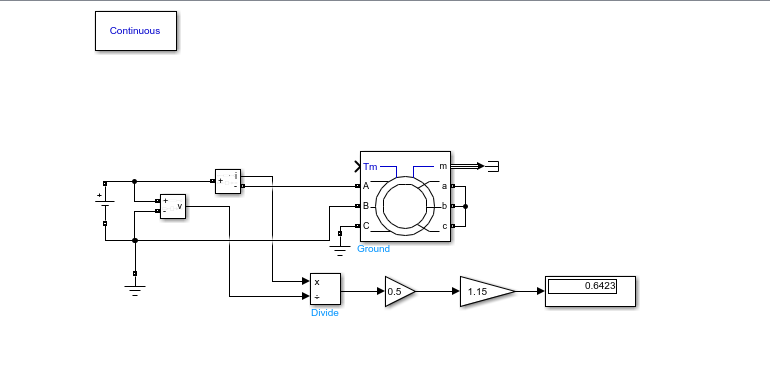 Continuous
Tm
m
+
i
-
A
a
+
v
-
B
b
C
c
Ground
x
÷
0.5
1.15
0.6423
Divide
+